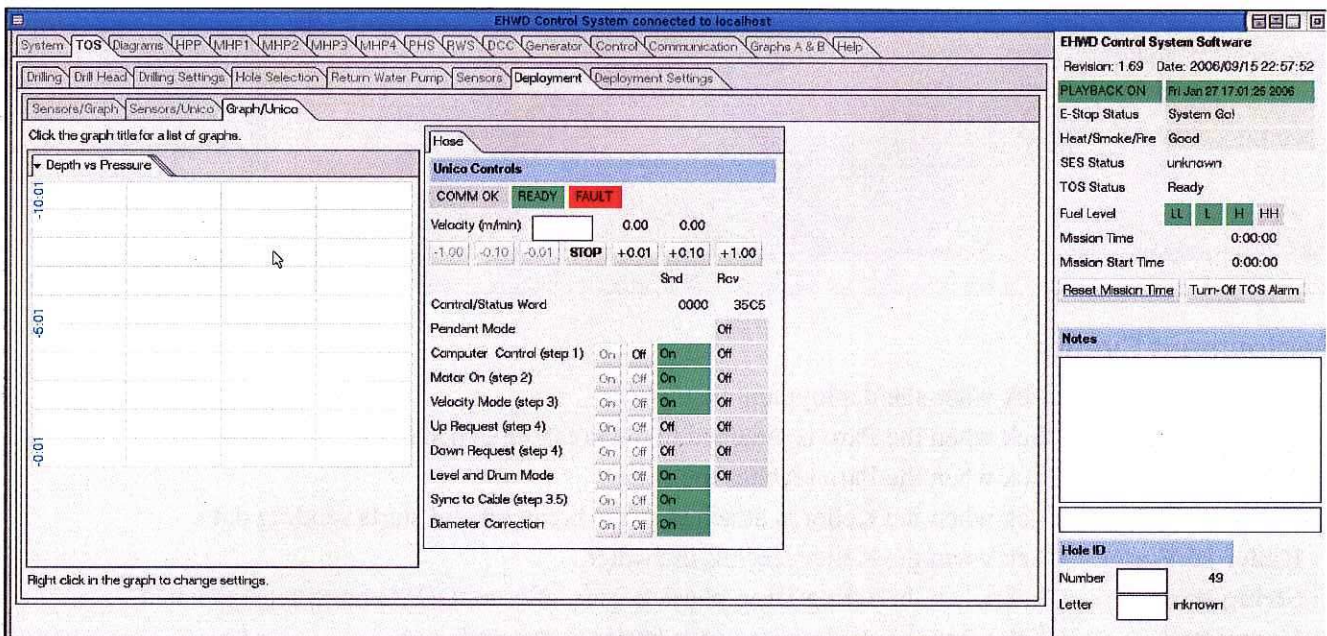 EHWD Control System connected to localhost
System TOS Diagrams HPP MHP1 MHP2 MHP3 MHP4 PHS RWS DCC Generator Control Communication Graphs A & B Help
Drilling Drill Head Drilling Settings Hole Selection Return Water Pump Sensors Deployment Deployment Settings
Sensors/Graph Sensors/Unico Graph/Unico
Click the graph title for a list of graphs.
Depth vs Pressure
-10:01
-5:01
-0:01
Right click in the graph to change settings.
Hose
Unico Controls
COMM OK READY FAULT
Velocity (m/min) 0.00 0.00
-1.00 -0.10 -0.01 STOP +0.01 +0.10 +1.00
Snd Rcv
Control/Status Word 0000 35C5
Pendant Mode Off
Computer Control (step 1) On Off On Off
Motor On (step 2) On Off On Off
Velocity Mode (step 3) On Off On Off
Up Request (step 4) On Off Off Off
Down Request (step 4) On Off Off Off
Level and Drum Mode On Off On Off
Sync to Cable (step 3.5) On Off On
Diameter Correction On Off On
EHWD Control System Software
Revision: 1.69 Date: 2006/09/15 22:57:52
PLAYBACK ON Fri Jan 27 17:01:25 2006
E-Stop Status System Go!
Heat/Smoke/Fire Good
SES Status unknown
TOS Status Ready
Fuel Level LL L H HH
Mission Time 0:00:00
Mission Start Time 0:00:00
Reset Mission Time Turn-Off TOS Alarm
Notes
Hole ID
Number 49
Letter inknown